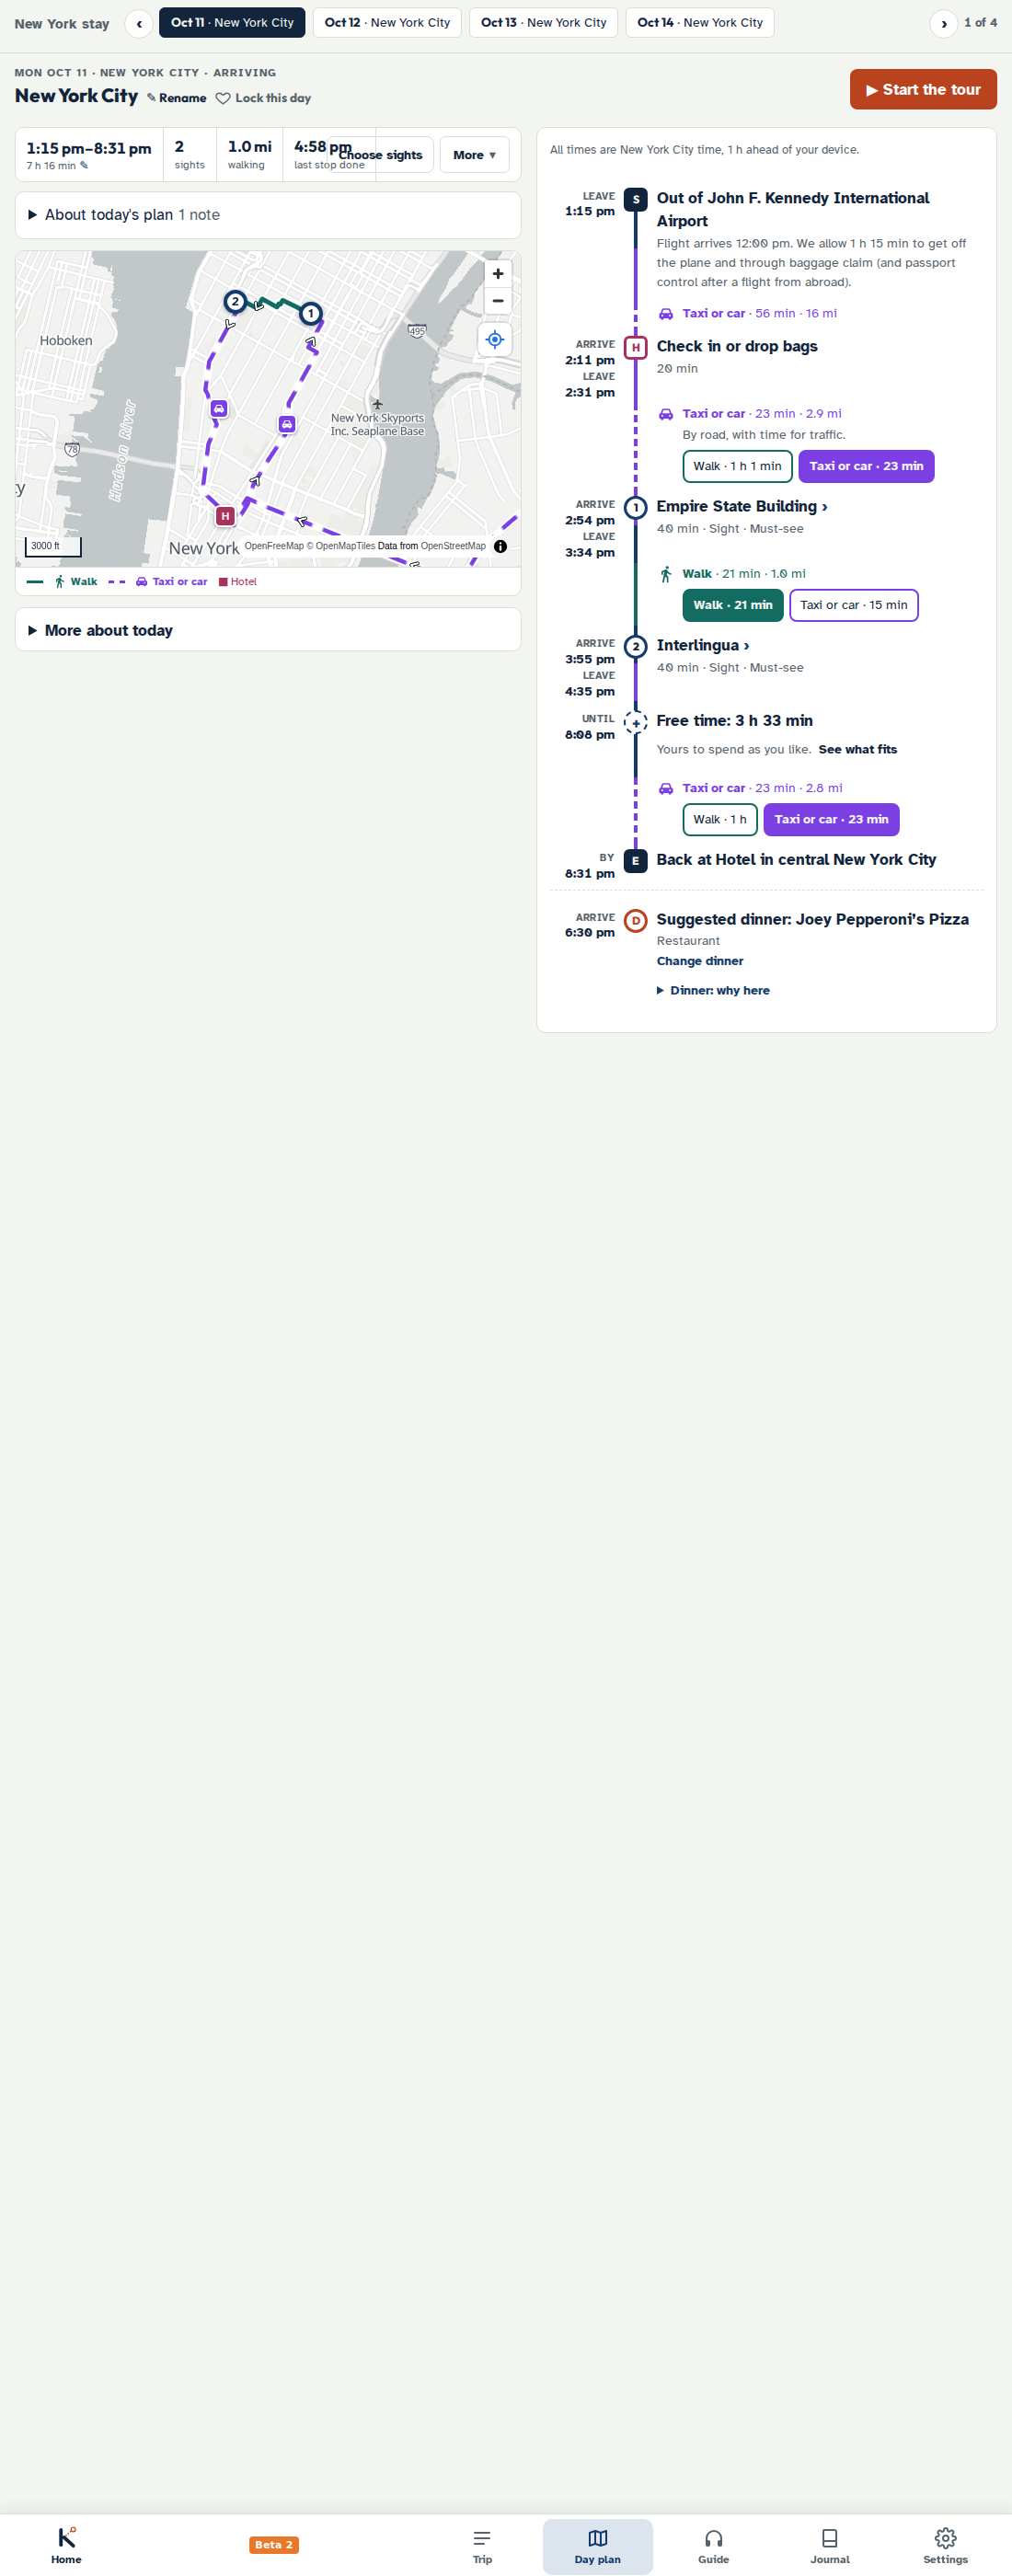 New York stay
‹
Oct 11 · New York City
Oct 12 · New York City
Oct 13 · New York City
Oct 14 · New York City
›
1 of 4
MON OCT 11 · NEW YORK CITY · ARRIVING
New York City
✎ Rename
Lock this day
▶ Start the tour
1:15 pm–8:31 pm
7 h 16 min ✎
2
sights
1.0 mi
walking
4:58 pm
last stop done
Choose sights
More ▾
▶ About today's plan 1 note
Hoboken
Hudson River
78
495
New York Skyports
Inc. Seaplane Base
2
1
H
+
−
y
3000 ft
New York
OpenFreeMap © OpenMapTiles Data from OpenStreetMap
Walk
Taxi or car
Hotel
▶ More about today
All times are New York City time, 1 h ahead of your device.
LEAVE
1:15 pm
S
Out of John F. Kennedy International
Airport
Flight arrives 12:00 pm. We allow 1 h 15 min to get off
the plane and through baggage claim (and passport
control after a flight from abroad).
Taxi or car · 56 min · 16 mi
ARRIVE
2:11 pm
LEAVE
2:31 pm
H
Check in or drop bags
20 min
Taxi or car · 23 min · 2.9 mi
By road, with time for traffic.
Walk · 1 h 1 min
Taxi or car · 23 min
ARRIVE
2:54 pm
LEAVE
3:34 pm
1
Empire State Building ›
40 min · Sight · Must-see
Walk · 21 min · 1.0 mi
Walk · 21 min
Taxi or car · 15 min
ARRIVE
3:55 pm
LEAVE
4:35 pm
2
Interlingua ›
40 min · Sight · Must-see
UNTIL
8:08 pm
+
Free time: 3 h 33 min
Yours to spend as you like. See what fits
Taxi or car · 23 min · 2.8 mi
Walk · 1 h
Taxi or car · 23 min
BY
8:31 pm
E
Back at Hotel in central New York City
ARRIVE
6:30 pm
D
Suggested dinner: Joey Pepperoni's Pizza
Restaurant
Change dinner
▶ Dinner: why here
Home
Beta 2
Trip
Day plan
Guide
Journal
Settings